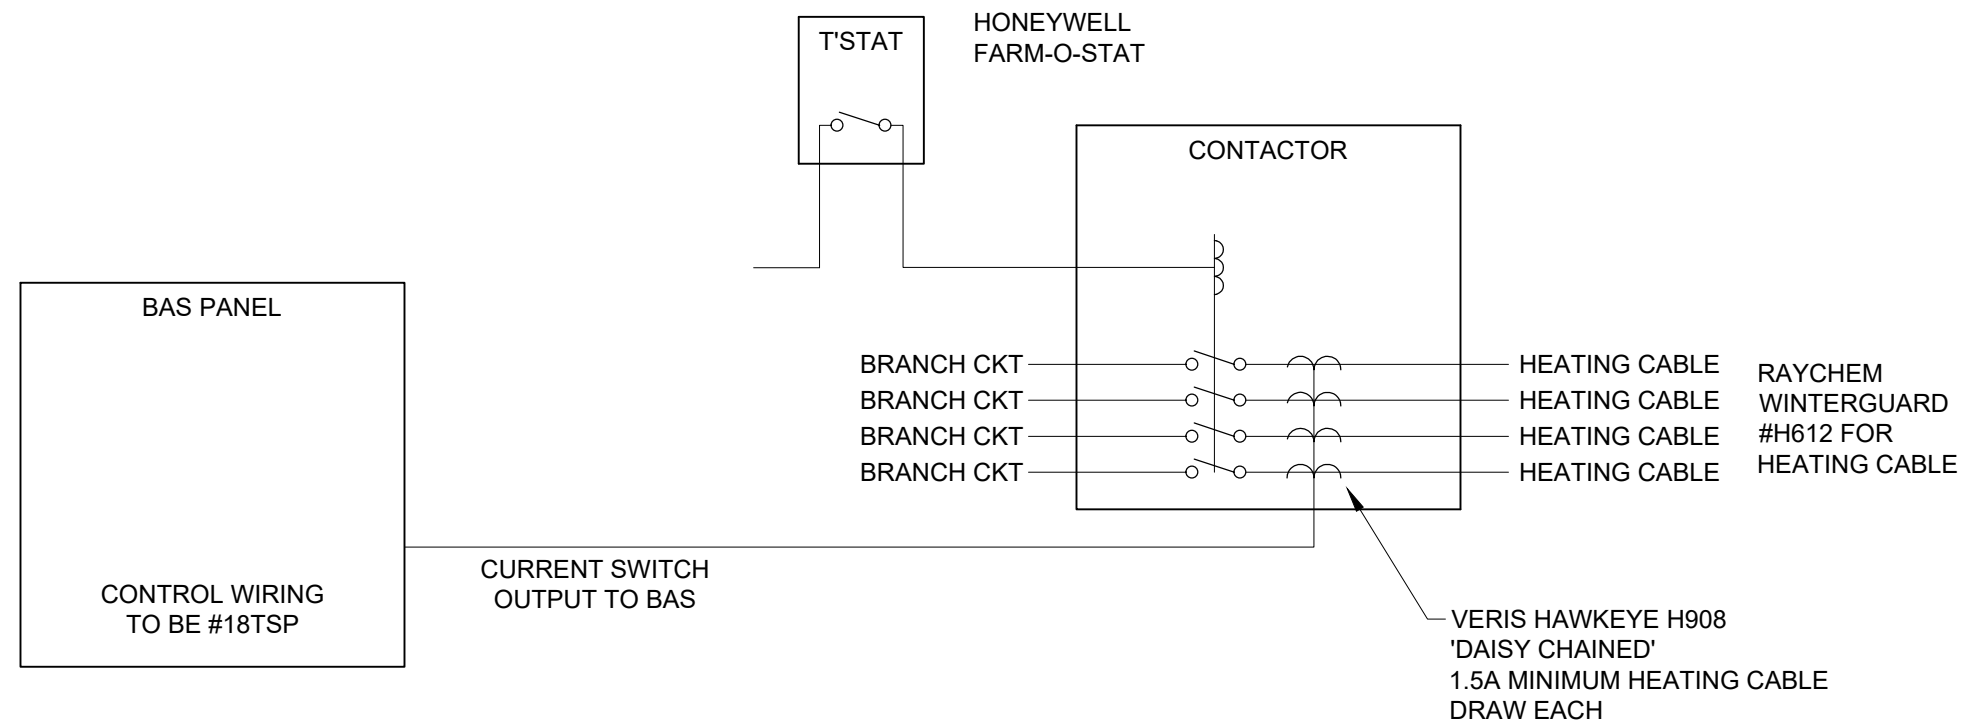 T'STAT
HONEYWELL
FARM-O-STAT
CONTACTOR
BAS PANEL
BRANCH CKT
HEATING CABLE
BRANCH CKT
HEATING CABLE
BRANCH CKT
HEATING CABLE
BRANCH CKT
HEATING CABLE
RAYCHEM
WINTERGUARD
#H612 FOR
HEATING CABLE
CURRENT SWITCH
OUTPUT TO BAS
CONTROL WIRING
TO BE #18TSP
VERIS HAWKEYE H908
'DAISY CHAINED'
1.5A MINIMUM HEATING CABLE
DRAW EACH